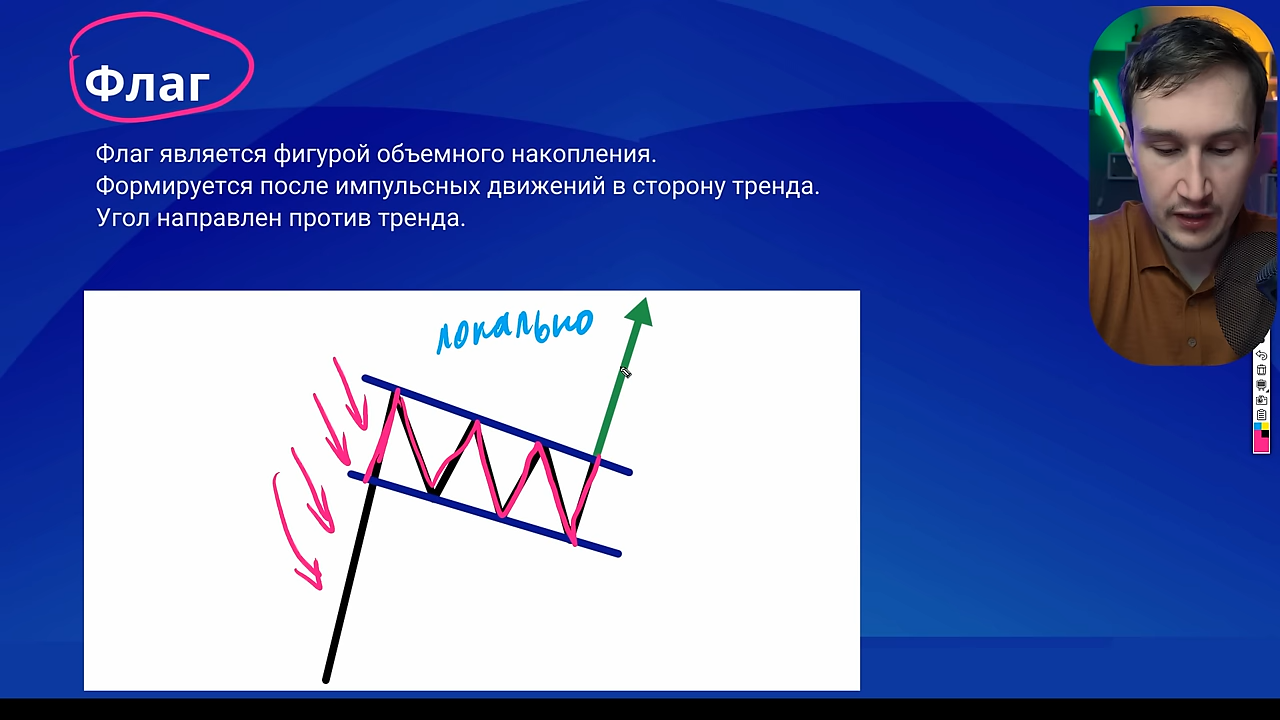 Флаг
Флаг является фигурой объемного накопления.
Формируется после импульсных движений в сторону тренда.
Угол направлен против тренда.
локально